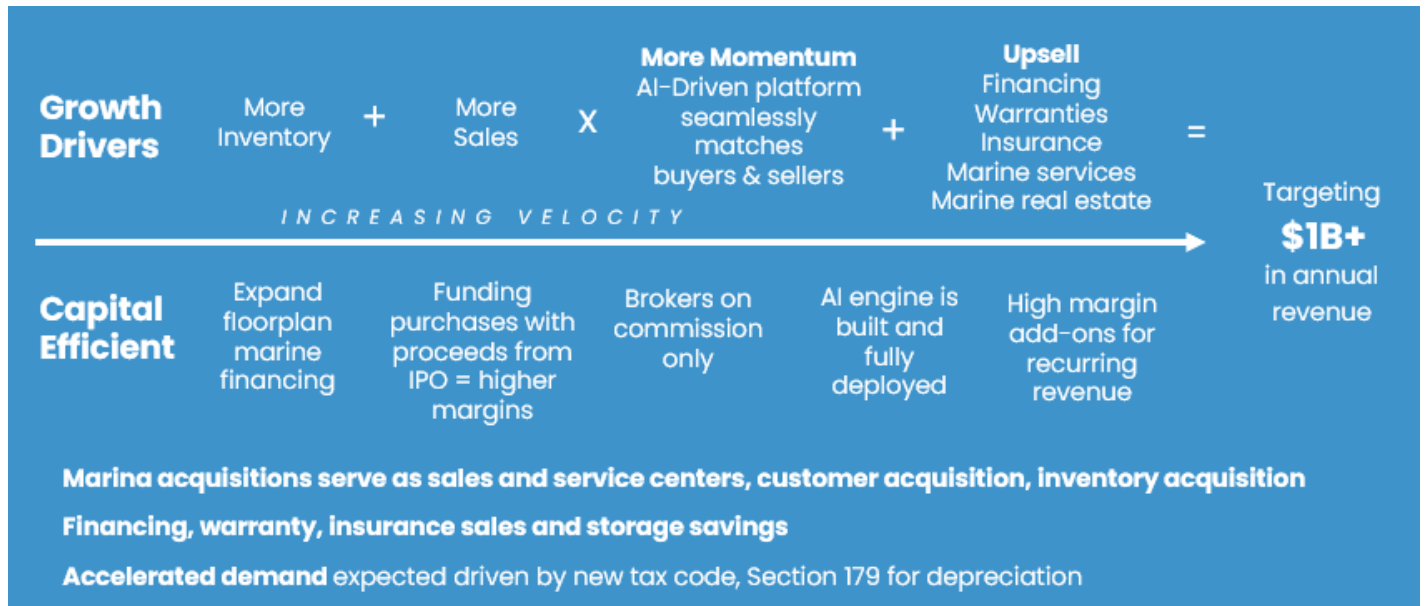 Growth
Drivers
More
Inventory
+
More
Sales
X
More Momentum
AI-Driven platform
seamlessly
matches
buyers & sellers
+
Upsell
Financing
Warranties
Insurance
Marine services
Marine real estate
=
INCREASING VELOCITY
Targeting
$1B+
in annual
revenue
Capital
Efficient
Expand
floorplan
marine
financing
Funding
purchases with
proceeds from
IPO = higher
margins
Brokers on
commission
only
AI engine is
built and
fully
deployed
High margin
add-ons for
recurring
revenue
Marina acquisitions serve as sales and service centers, customer acquisition, inventory acquisition
Financing, warranty, insurance sales and storage savings
Accelerated demand expected driven by new tax code, Section 179 for depreciation